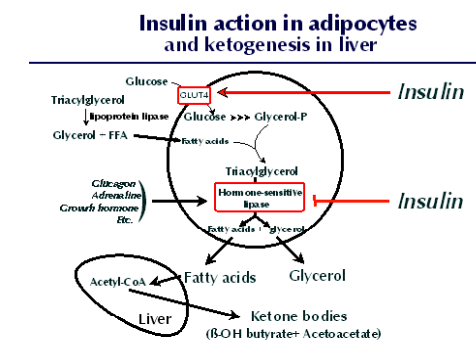 Insulin action in adipocytes
and ketogenesis in liver
Glucose
GLUT4
Insulin
Triacylglycerol
lipoprotein lipase
Glucose >>> Glycerol-P
Glycerol - FFA
Fatty acids
Triacylglycerol
Glucagon
Adrenaline
Growth hormone
Etc.
Hormone-sensitive
lipase
Insulin
Fatty acids + glycerol
Acetyl-CoA
Fatty acids
Glycerol
Liver
Ketone bodies
(ß-OH butyrate+ Acetoacetate)